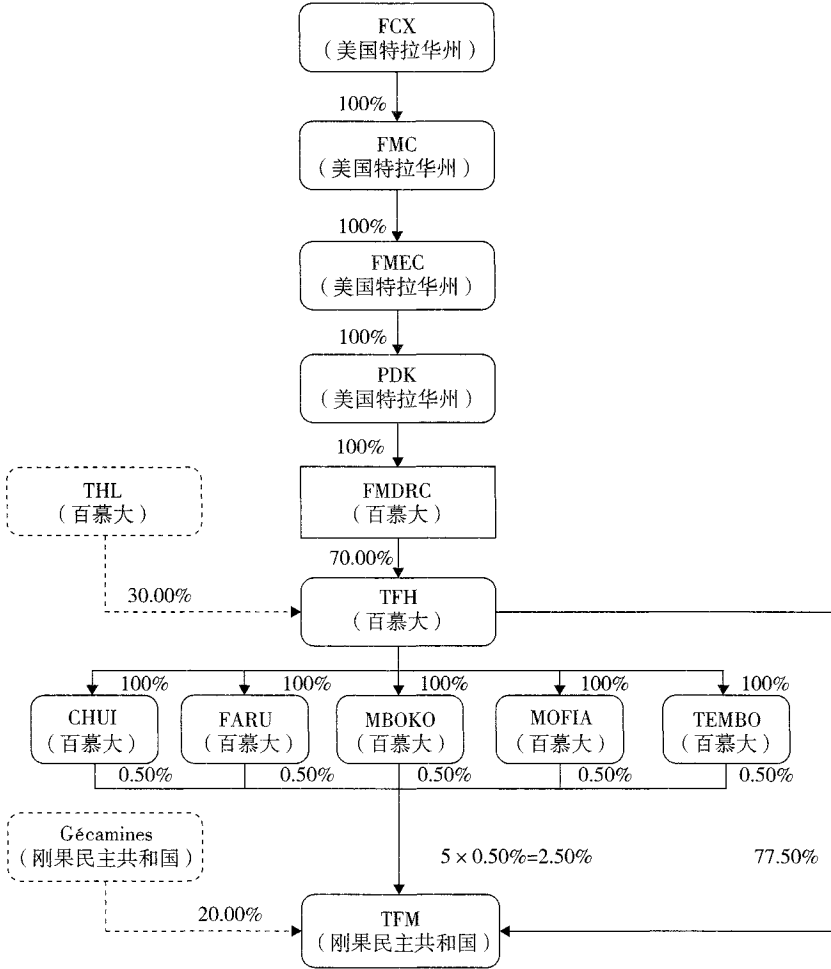 FCX
（美国特拉华州）
100%
FMC
（美国特拉华州）
100%
FMEC
（美国特拉华州）
100%
PDK
（美国特拉华州）
100%
THL
（百慕大）
FMDRC
（百慕大）
70.00%
30.00%
TFH
（百慕大）
100%
100%
100%
100%
100%
CHUI
（百慕大）
FARU
（百慕大）
MBOKO
（百慕大）
MOFIA
（百慕大）
TEMBO
（百慕大）
0.50%
0.50%
0.50%
0.50%
0.50%
Gécamines
（刚果民主共和国）
5 × 0.50%=2.50%
77.50%
20.00%
TFM
（刚果民主共和国）